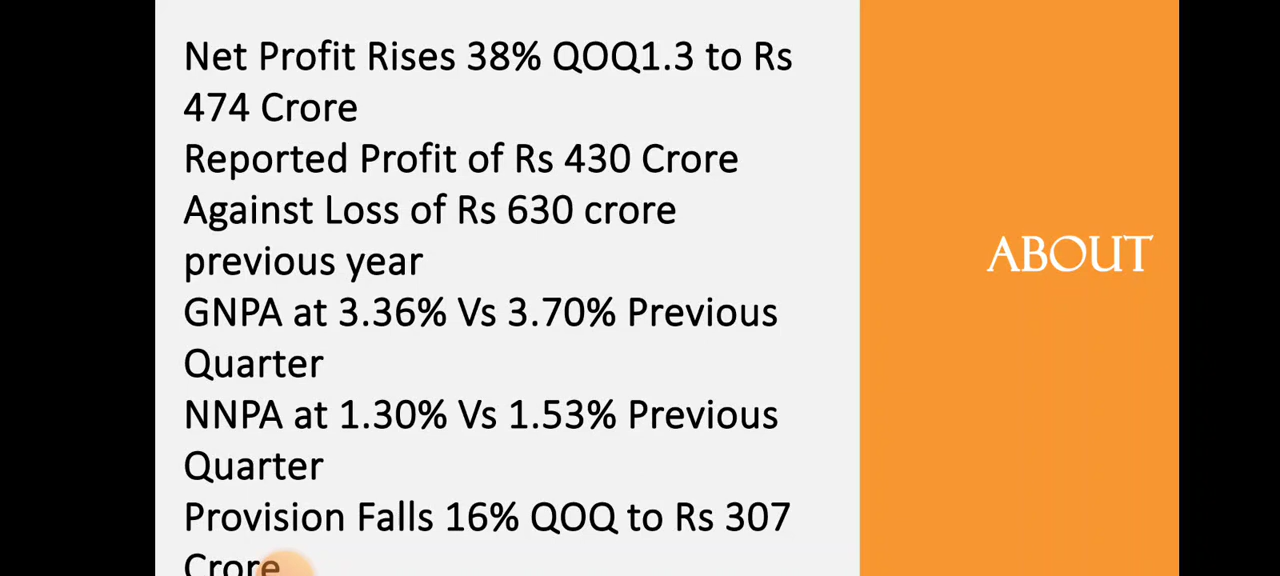 Net Profit Rises 38% QOQ1.3 to Rs
474 Crore
Reported Profit of Rs 430 Crore
Against Loss of Rs 630 crore
previous year
GNPA at 3.36% Vs 3.70% Previous
Quarter
NNPA at 1.30% Vs 1.53% Previous
Quarter
Provision Falls 16% QOQ to Rs 307
Crore
ABOUT